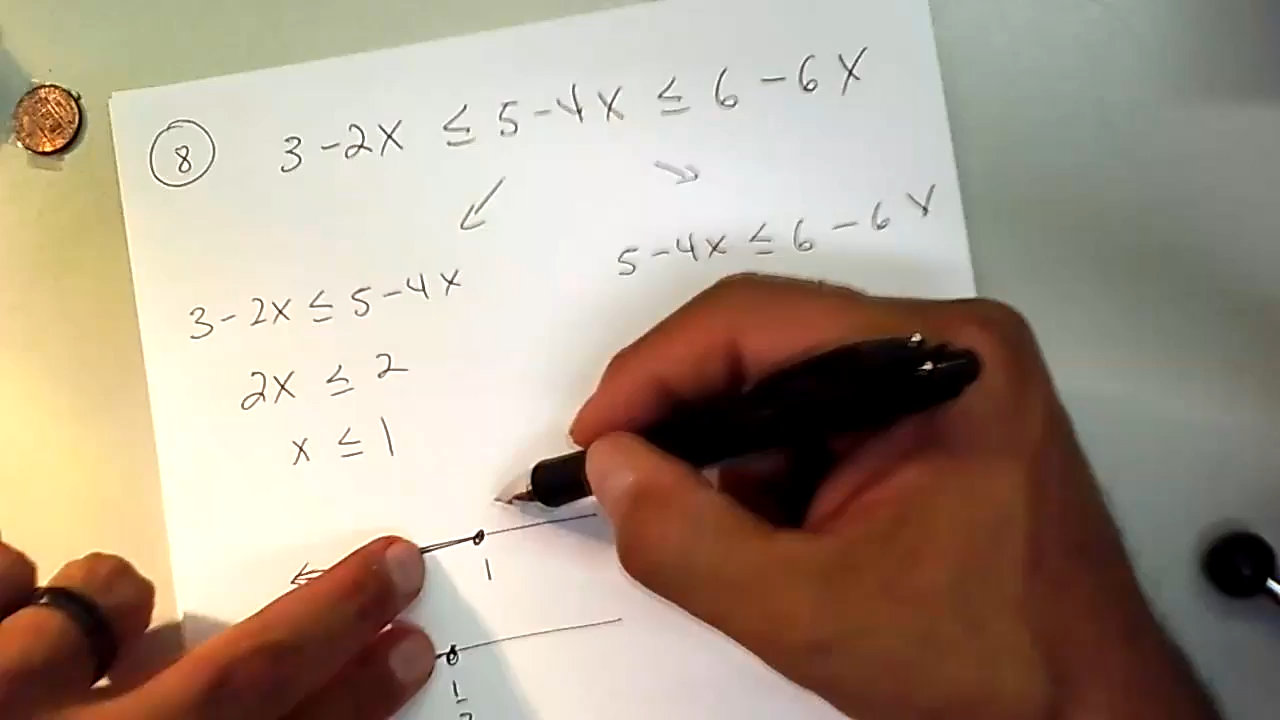 8 3 - 2x ≤ 5 - 4x ≤ 6 - 6x
5 - 4x ≤ 6 - 6x
3 - 2x ≤ 5 - 4x
2x ≤ 2
x ≤ 1
1
1